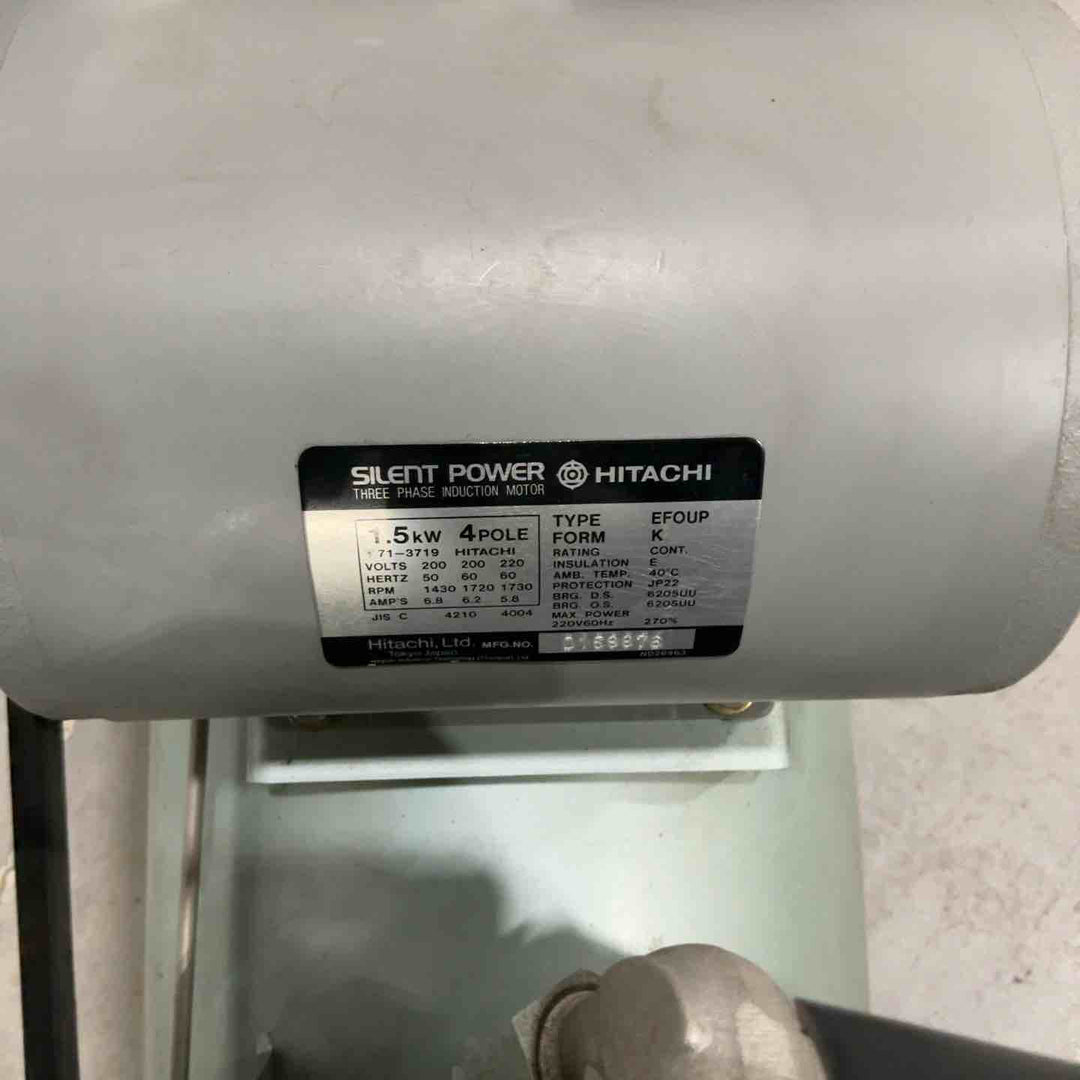 SILENT POWER HITACHI
THREE PHASE INDUCTION MOTOR
1.5kW 4POLE
71-3719 HITACHI
VOLTS 200 200 220
HERTZ 50 60 60
RPM 1430 1720 1730
AMP'S 6.8 6.2 5.8
JIS C 4210 4004
TYPE EFOUP
FORM K
RATING CONT.
INSULATION E
AMB. TEMP. 40°C
PROTECTION JP22
BRG. D.S. 6205UU
BRG. O.S. 6205UU
MAX. POWER
220V60Hz 270%
Hitachi, Ltd. MFG.NO.
Tokyo Japan